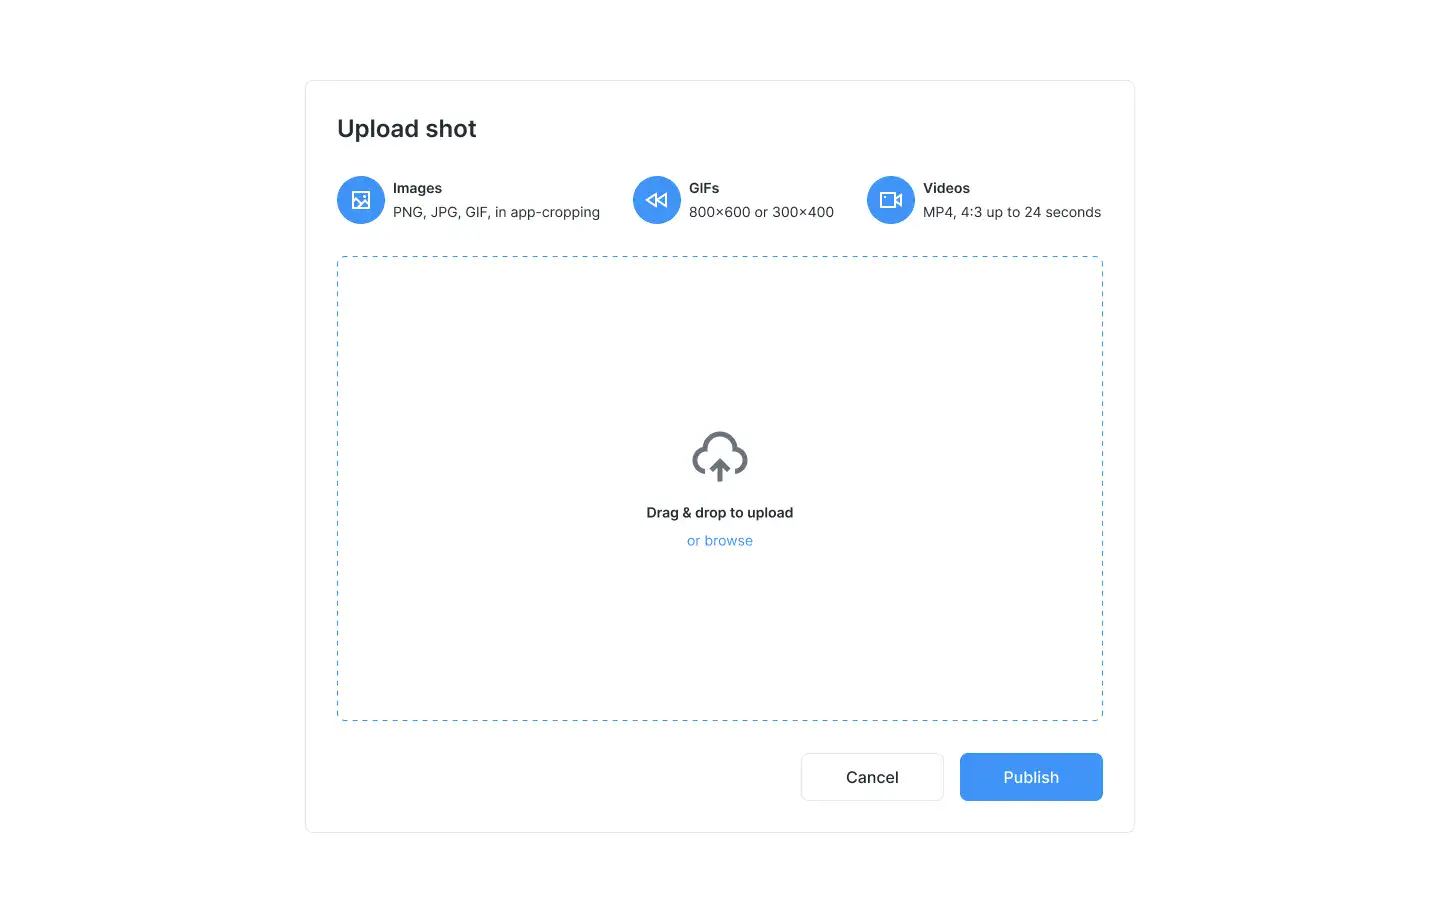 Upload shot
Images
PNG, JPG, GIF, in app-cropping
GIFs
800×600 or 300×400
Videos
MP4, 4:3 up to 24 seconds
Drag & drop to upload
or browse
Cancel
Publish